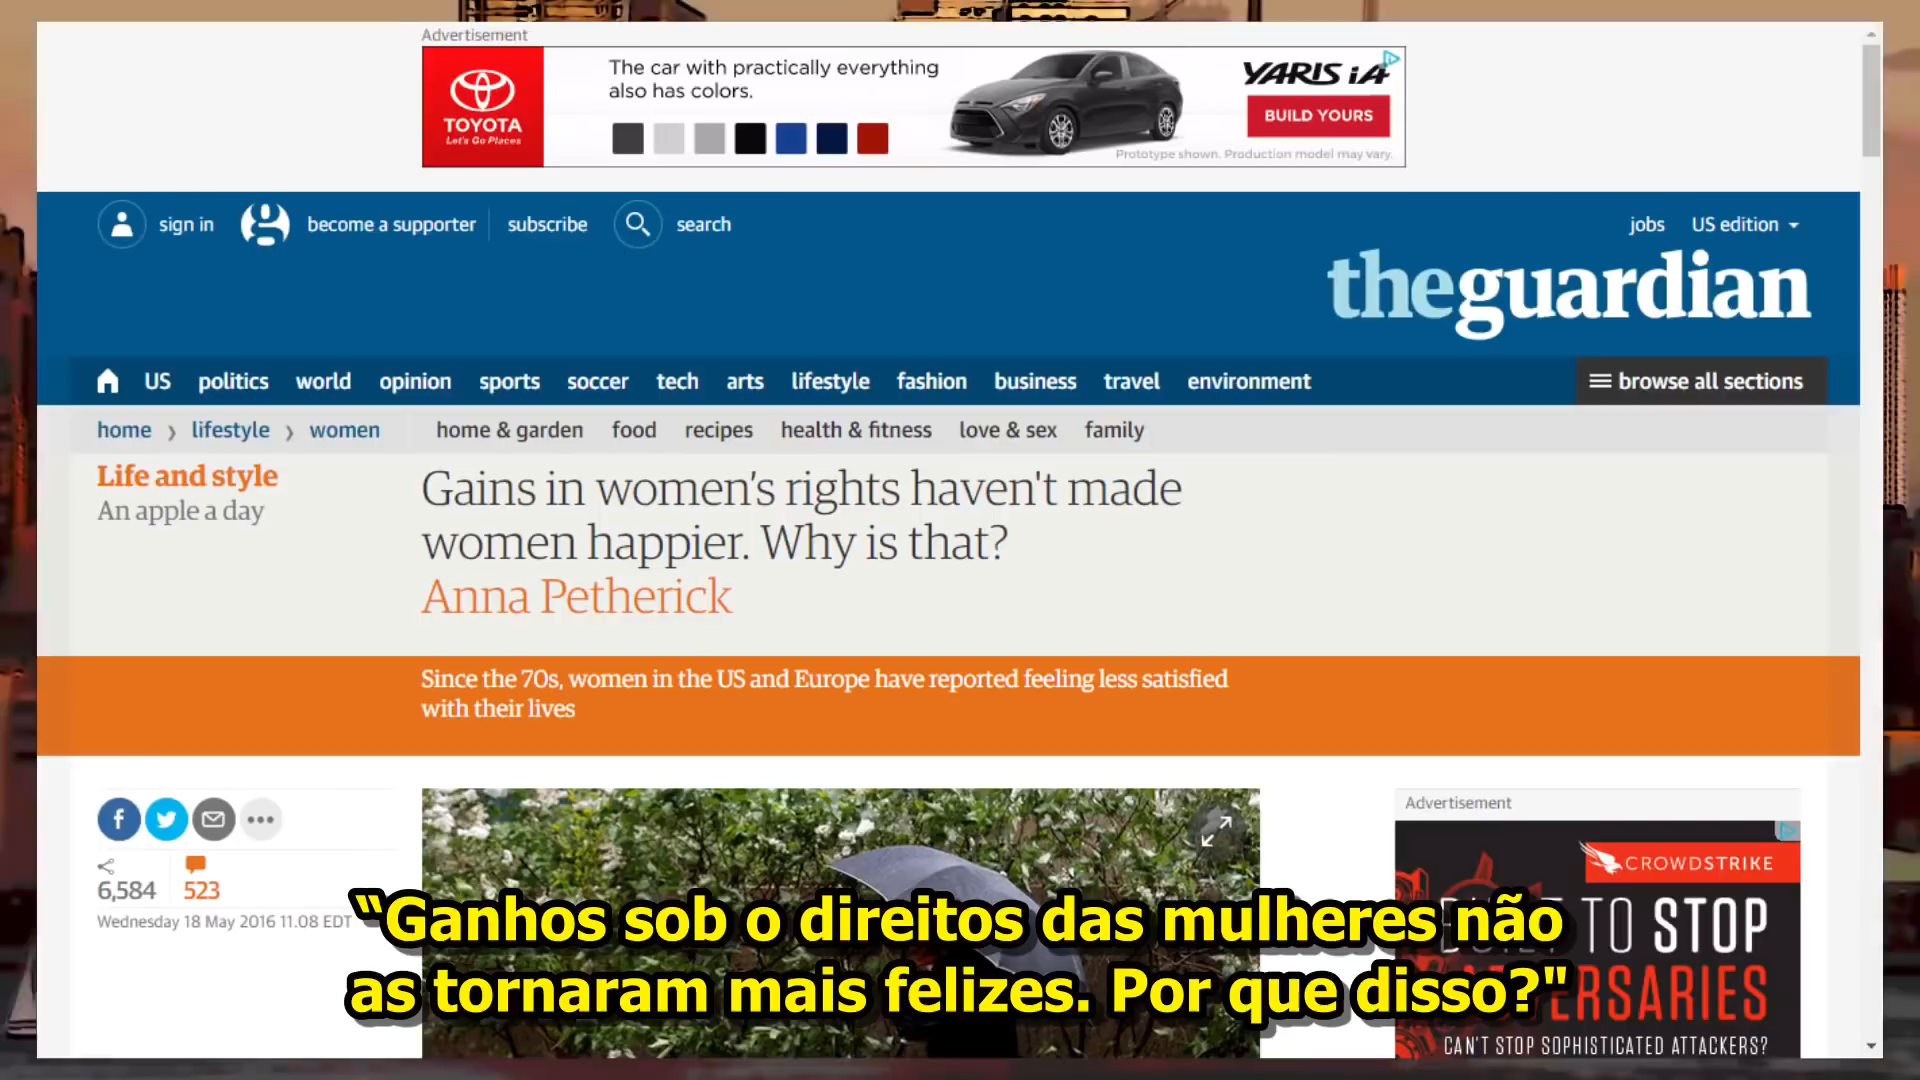 Advertisement
TOYOTA
Let's Go Places
The car with practically everything
also has colors.
YARIS iA
BUILD YOURS
Prototype shown. Production model may vary.
sign in
become a supporter
subscribe
search
jobs
US edition
theguardian
US politics world opinion sports soccer tech arts lifestyle fashion business travel environment
browse all sections
home › lifestyle › women
home & garden food recipes health & fitness love & sex family
Life and style
An apple a day
Gains in women's rights haven't made
women happier. Why is that?
Anna Petherick
Since the 70s, women in the US and Europe have reported feeling less satisfied
with their lives
6,584
523
Wednesday 18 May 2016 11.08 EDT
Advertisement
CROWDSTRIKE
TO STOP
CAN'T STOP SOPHISTICATED ATTACKERS?
“Ganhos sob o direitos das mulheres não
as tornaram mais felizes. Por que disso?"